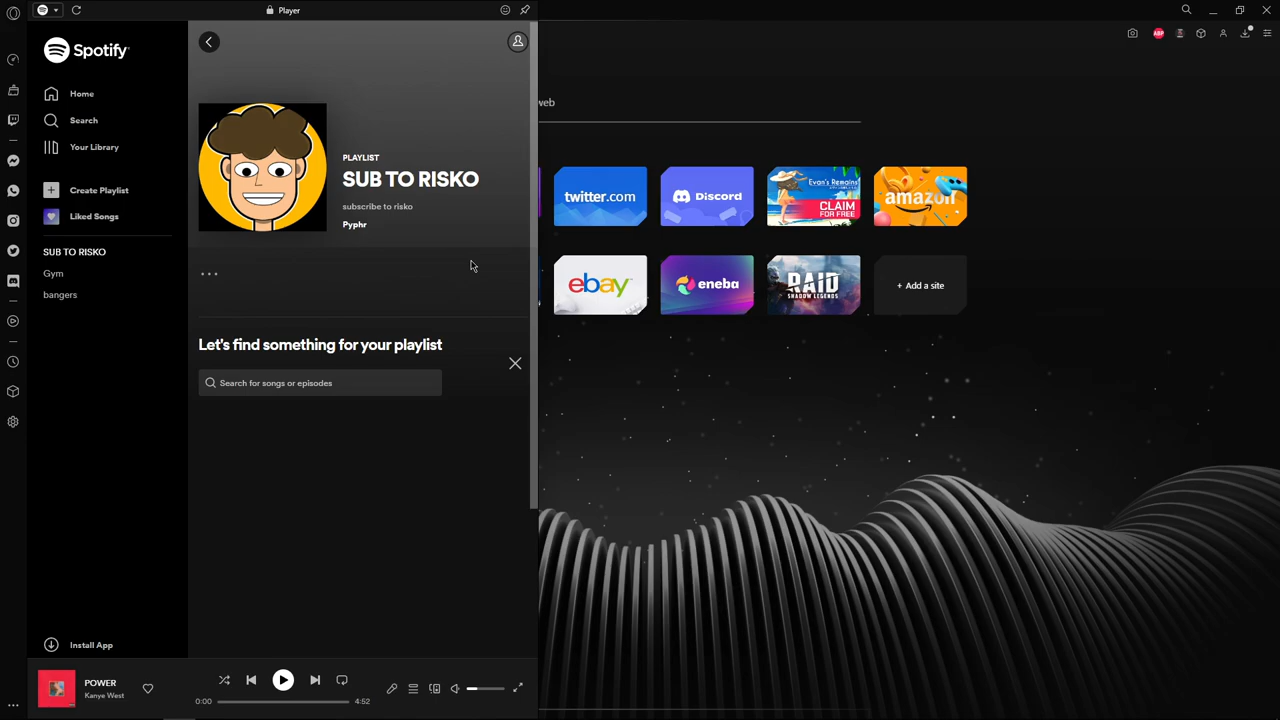 Player
Spotify
Home
Search
Your Library
Create Playlist
Liked Songs
SUB TO RISKO
Gym
bangers
Install App
PLAYLIST
SUB TO RISKO
subscribe to risko
Pyphr
Let's find something for your playlist
Search for songs or episodes
POWER
Kanye West
0:00
4:52
web
twitter.com
Discord
Evan's Remains
CLAIM
FOR FREE
amazon
ebay
eneba
RAID
SHADOW LEGENDS
+ Add a site
ABP